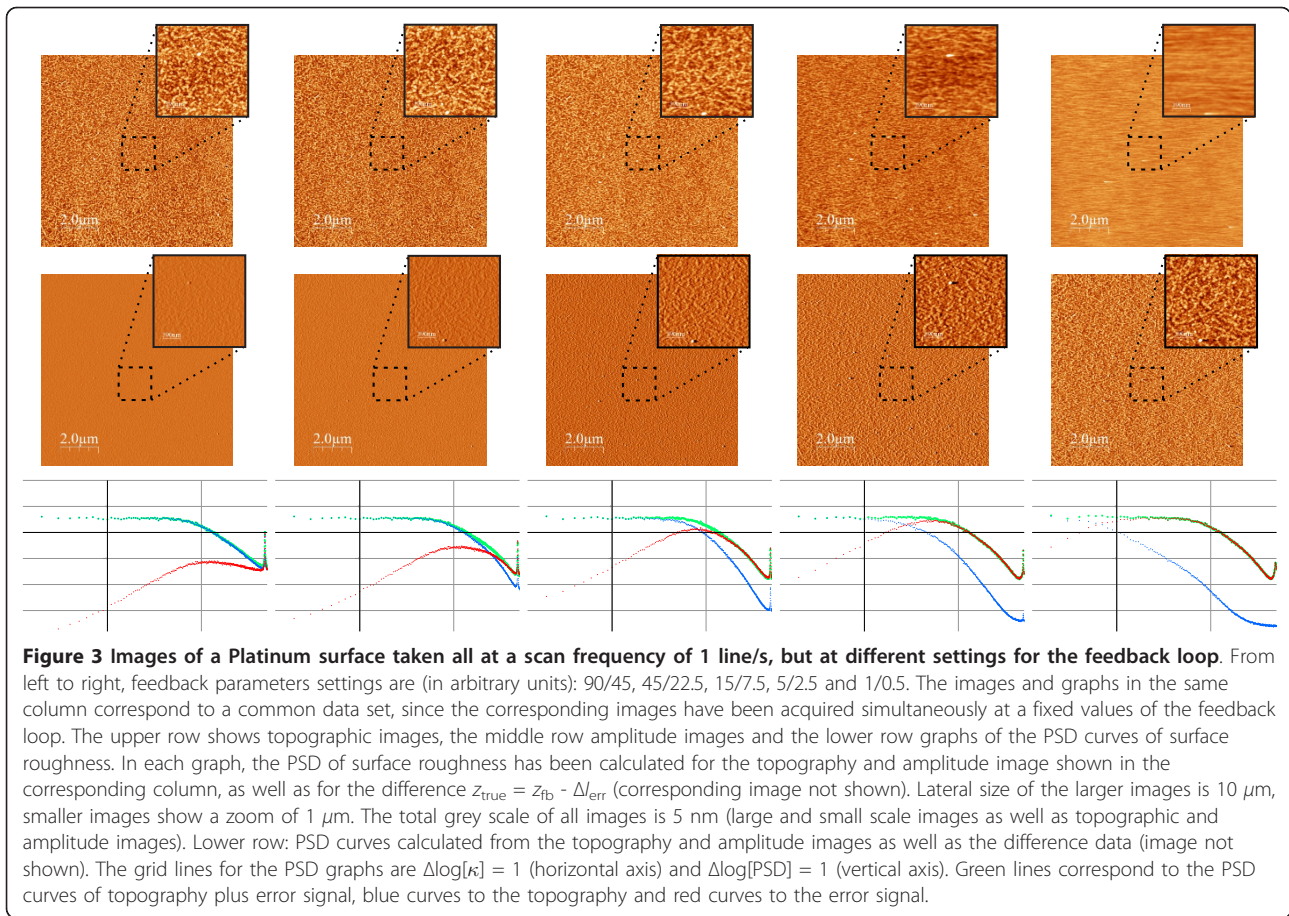 2.0μm
2.0μm
2.0μm
2.0μm
2.0μm
2.0μm
2.0μm
2.0μm
2.0μm
2.0μm
Figure 3 Images of a Platinum surface taken all at a scan frequency of 1 line/s, but at different settings for the feedback loop. From
left to right, feedback parameters settings are (in arbitrary units): 90/45, 45/22.5, 15/7.5, 5/2.5 and 1/0.5. The images and graphs in the same
column correspond to a common data set, since the corresponding images have been acquired simultaneously at a fixed values of the feedback
loop. The upper row shows topographic images, the middle row amplitude images and the lower row graphs of the PSD curves of surface
roughness. In each graph, the PSD of surface roughness has been calculated for the topography and amplitude image shown in the
corresponding column, as well as for the difference z_true = z_fb - ΔI_err (corresponding image not shown). Lateral size of the larger images is 10 μm,
smaller images show a zoom of 1 μm. The total grey scale of all images is 5 nm (large and small scale images as well as topographic and
amplitude images). Lower row: PSD curves calculated from the topography and amplitude images as well as the difference data (image not
shown). The grid lines for the PSD graphs are Δlog[κ] = 1 (horizontal axis) and Δlog[PSD] = 1 (vertical axis). Green lines correspond to the PSD
curves of topography plus error signal, blue curves to the topography and red curves to the error signal.